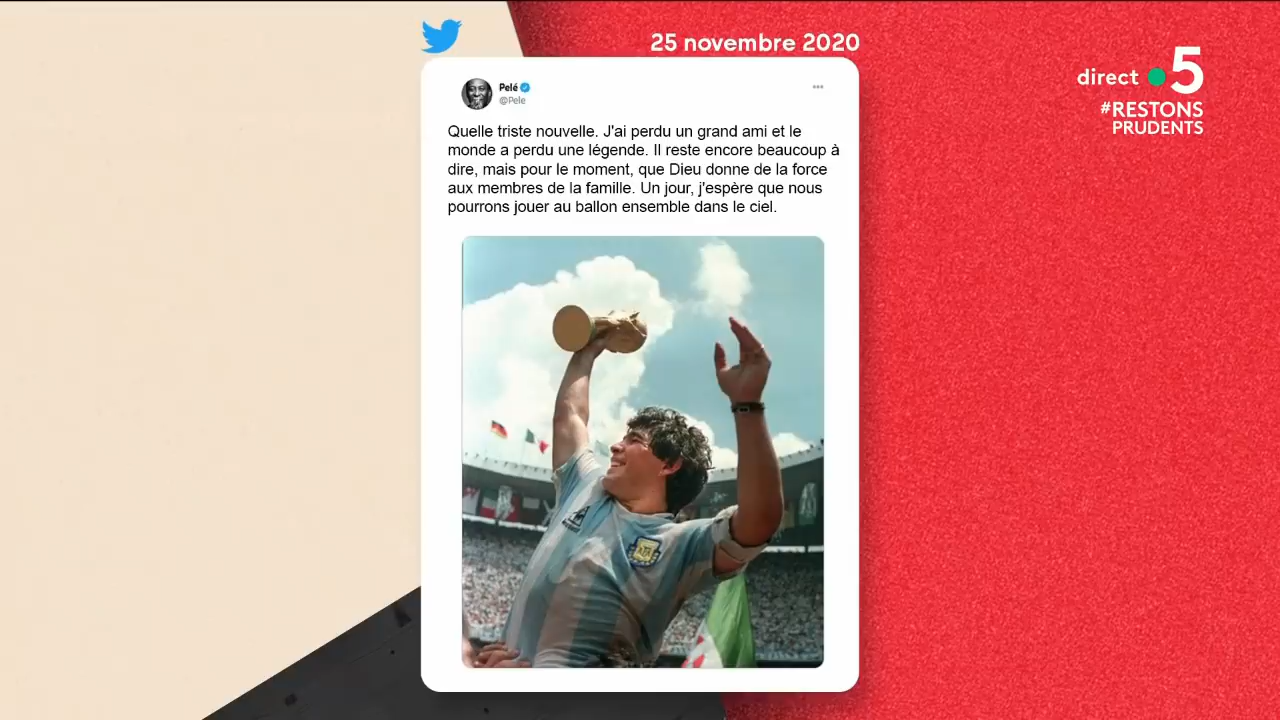 25 novembre 2020
direct 5
#RESTONS
PRUDENTS
Pelé
@Pele
Quelle triste nouvelle. J'ai perdu un grand ami et le
monde a perdu une légende. Il reste encore beaucoup à
dire, mais pour le moment, que Dieu donne de la force
aux membres de la famille. Un jour, j'espère que nous
pourrons jouer au ballon ensemble dans le ciel.
AFA